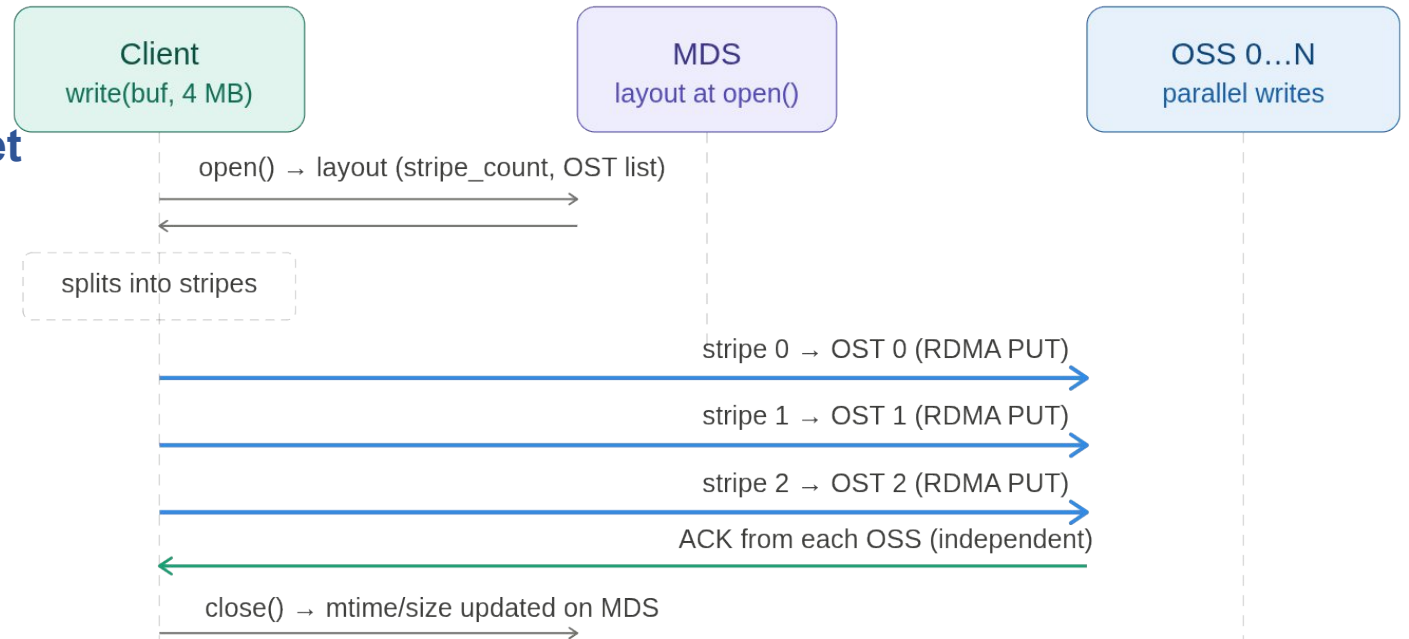 Client
write(buf, 4 MB)
MDS
layout at open()
OSS 0…N
parallel writes
et
open() → layout (stripe_count, OST list)
splits into stripes
stripe 0 → OST 0 (RDMA PUT)
stripe 1 → OST 1 (RDMA PUT)
stripe 2 → OST 2 (RDMA PUT)
ACK from each OSS (independent)
close() → mtime/size updated on MDS